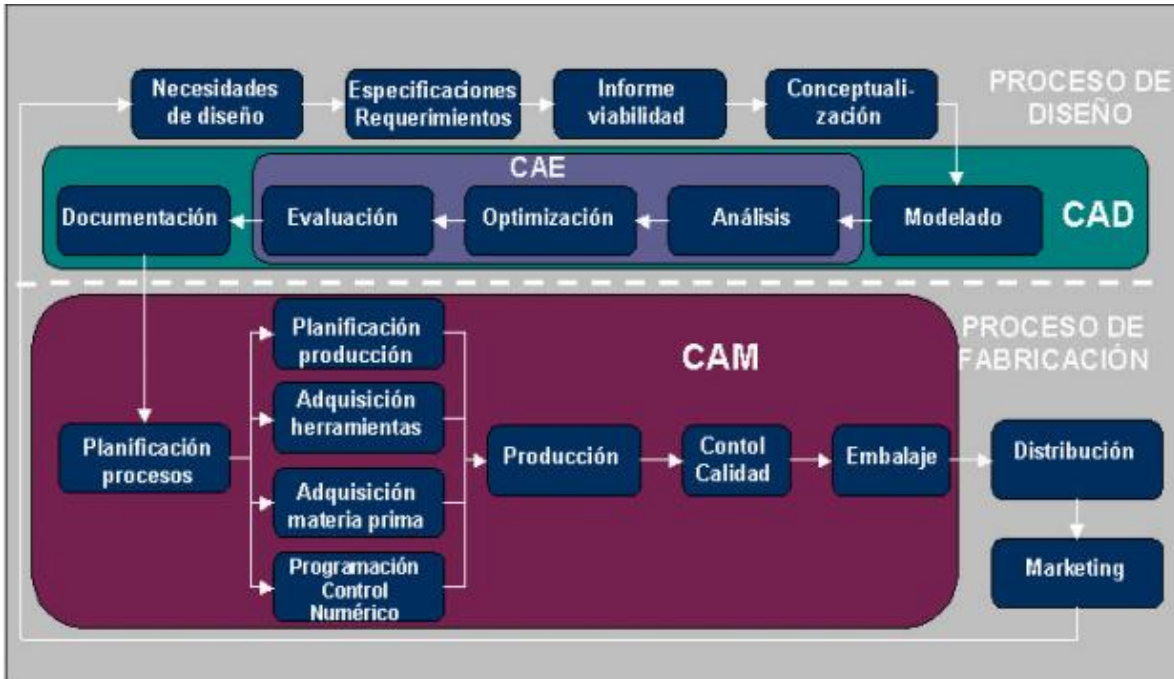 Necesidades
de diseño
Especificaciones
Requerimientos
Informe
viabilidad
Conceptuali-
zación
PROCESO DE
DISEÑO
CAE
Documentación
Evaluación
Optimización
Análisis
Modelado
CAD
Planificación
producción
CAM
PROCESO DE
FABRICACIÓN
Adquisición
herramientas
Planificación
procesos
Producción
Contol
Calidad
Embalaje
Distribución
Adquisición
materia prima
Programación
Control
Numérico
Marketing